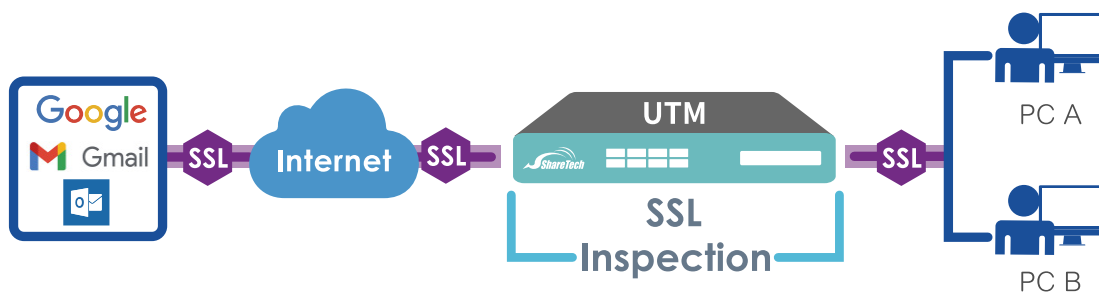 Google
Gmail
o
SSL
Internet
SSL
UTM
ShareTech
SSL
Inspection
SSL
PC A
PC B